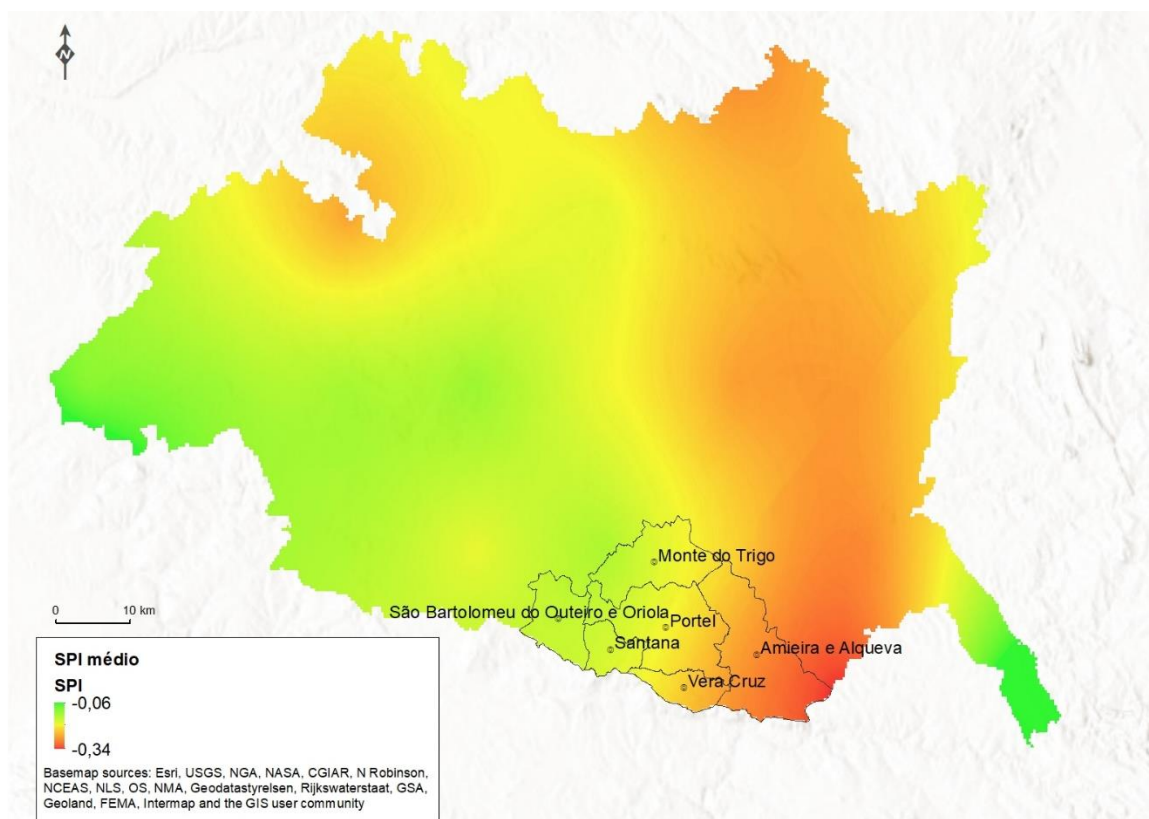 N
Monte do Trigo
São Bartolomeu do Outeiro e Oriola
Portel
Santana
Amieira e Alqueva
Vera Cruz
0 10 km
SPI médio
SPI
-0,06
-0,34
Basemap sources: Esri, USGS, NGA, NASA, CGIAR, N Robinson,
NCEAS, NLS, OS, NMA, Geodatastyrelsen, Rijkswaterstaat, GSA,
Geoland, FEMA, Intermap and the GIS user community